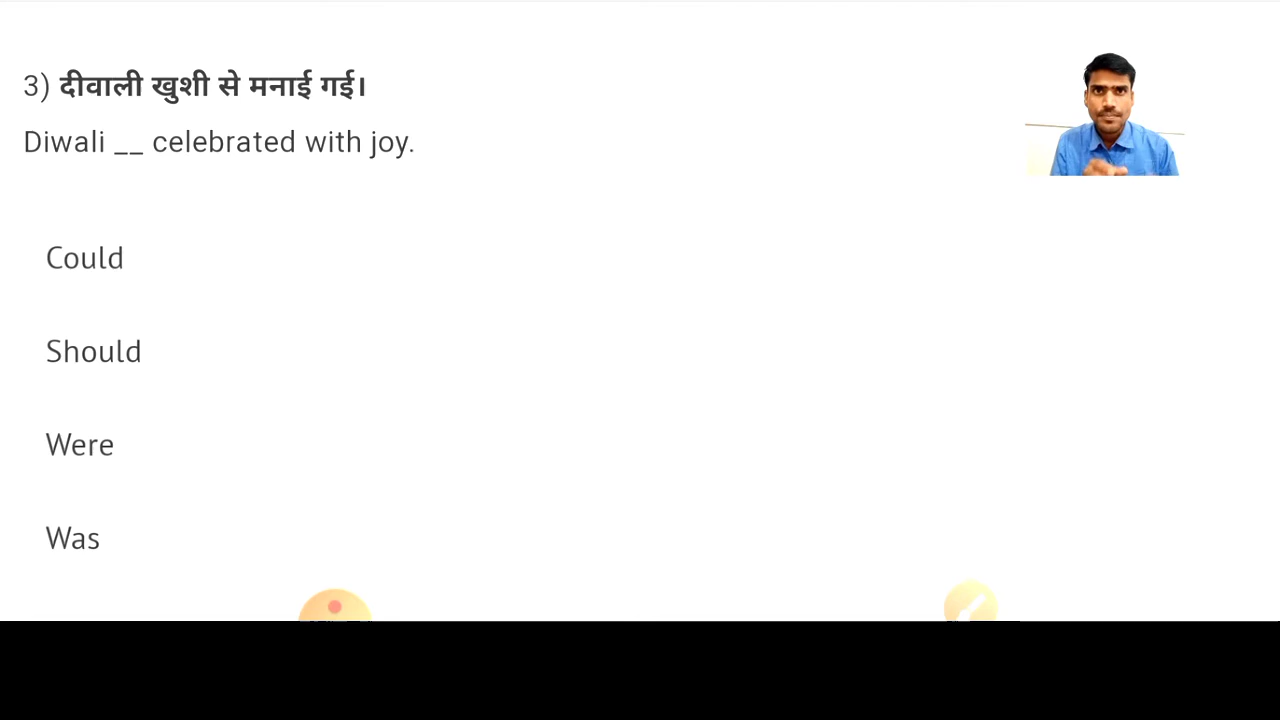 3) दीवाली खुशी से मनाई गई।
Diwali __ celebrated with joy.
Could
Should
Were
Was